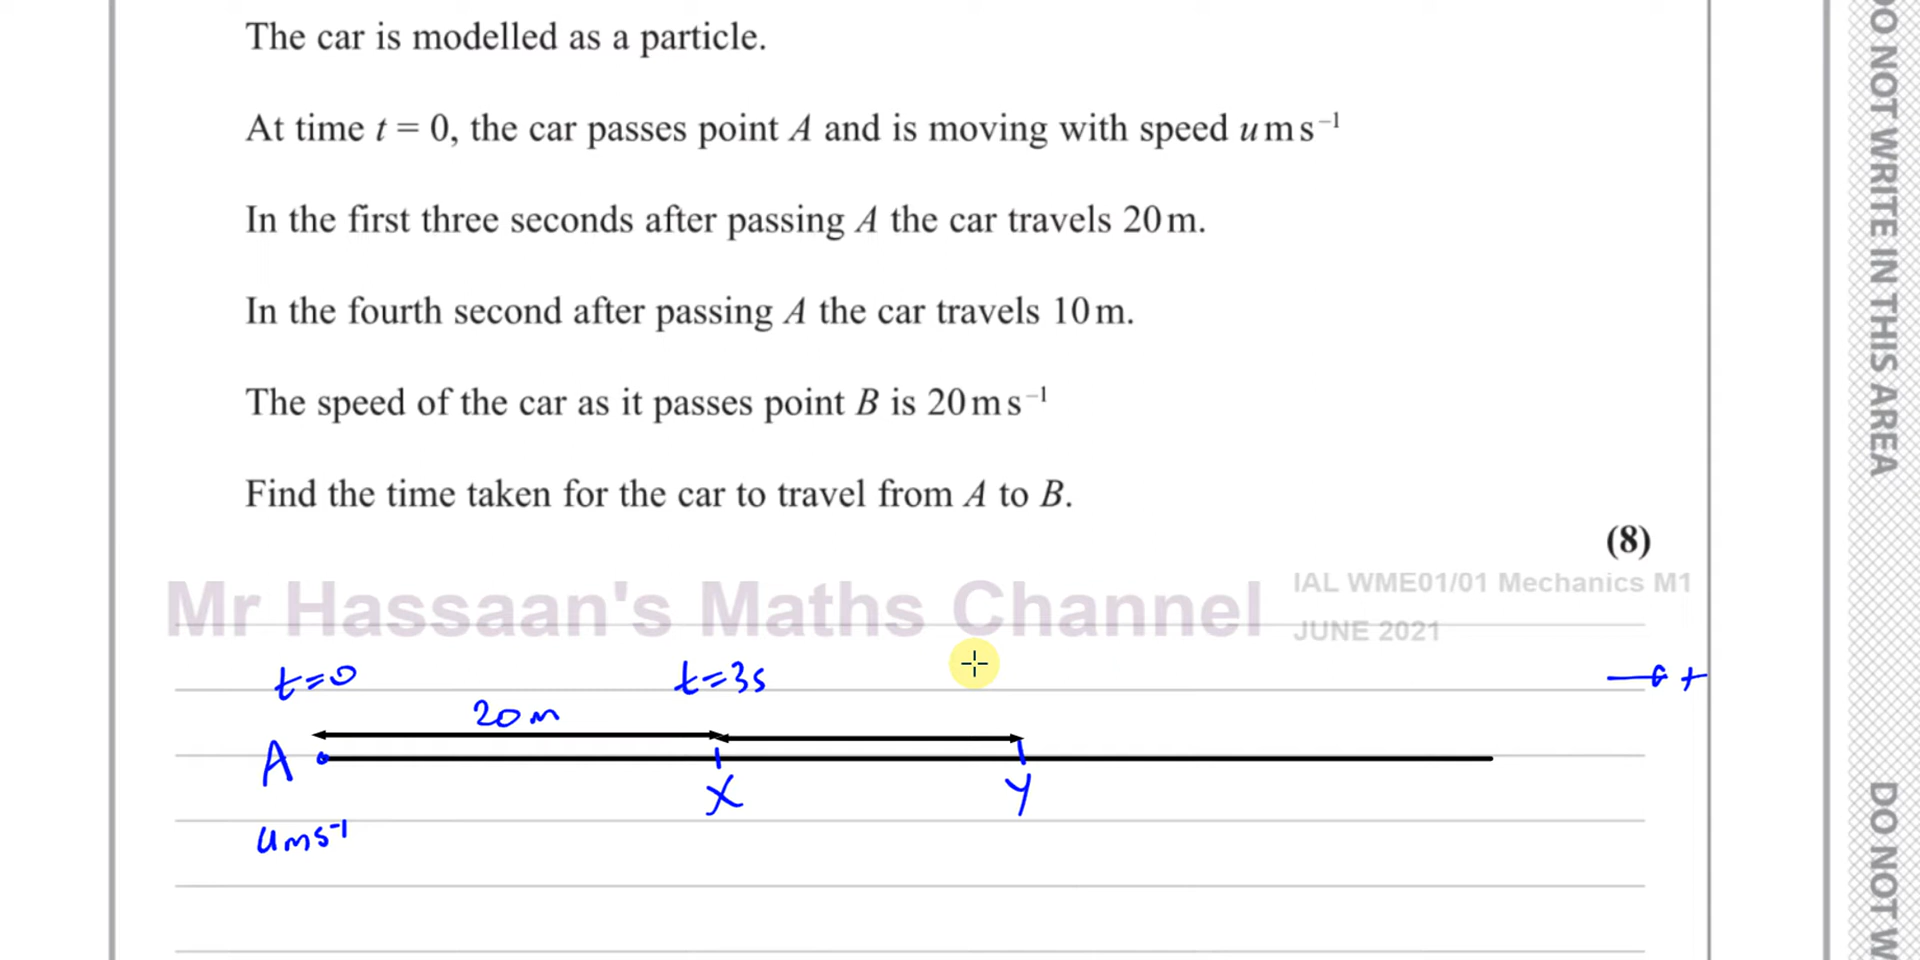 The car is modelled as a particle.
At time t = 0, the car passes point A and is moving with speed u m s⁻¹
In the first three seconds after passing A the car travels 20 m.
In the fourth second after passing A the car travels 10 m.
The speed of the car as it passes point B is 20 m s⁻¹
Find the time taken for the car to travel from A to B.
(8)
Mr Hassaan's Maths Channel
IAL WME01/01 Mechanics M1
JUNE 2021
t=0
t=3s
+
20m
A
X
Y
ums⁻¹
DO NOT WRITE IN THIS AREA
DO NOT W